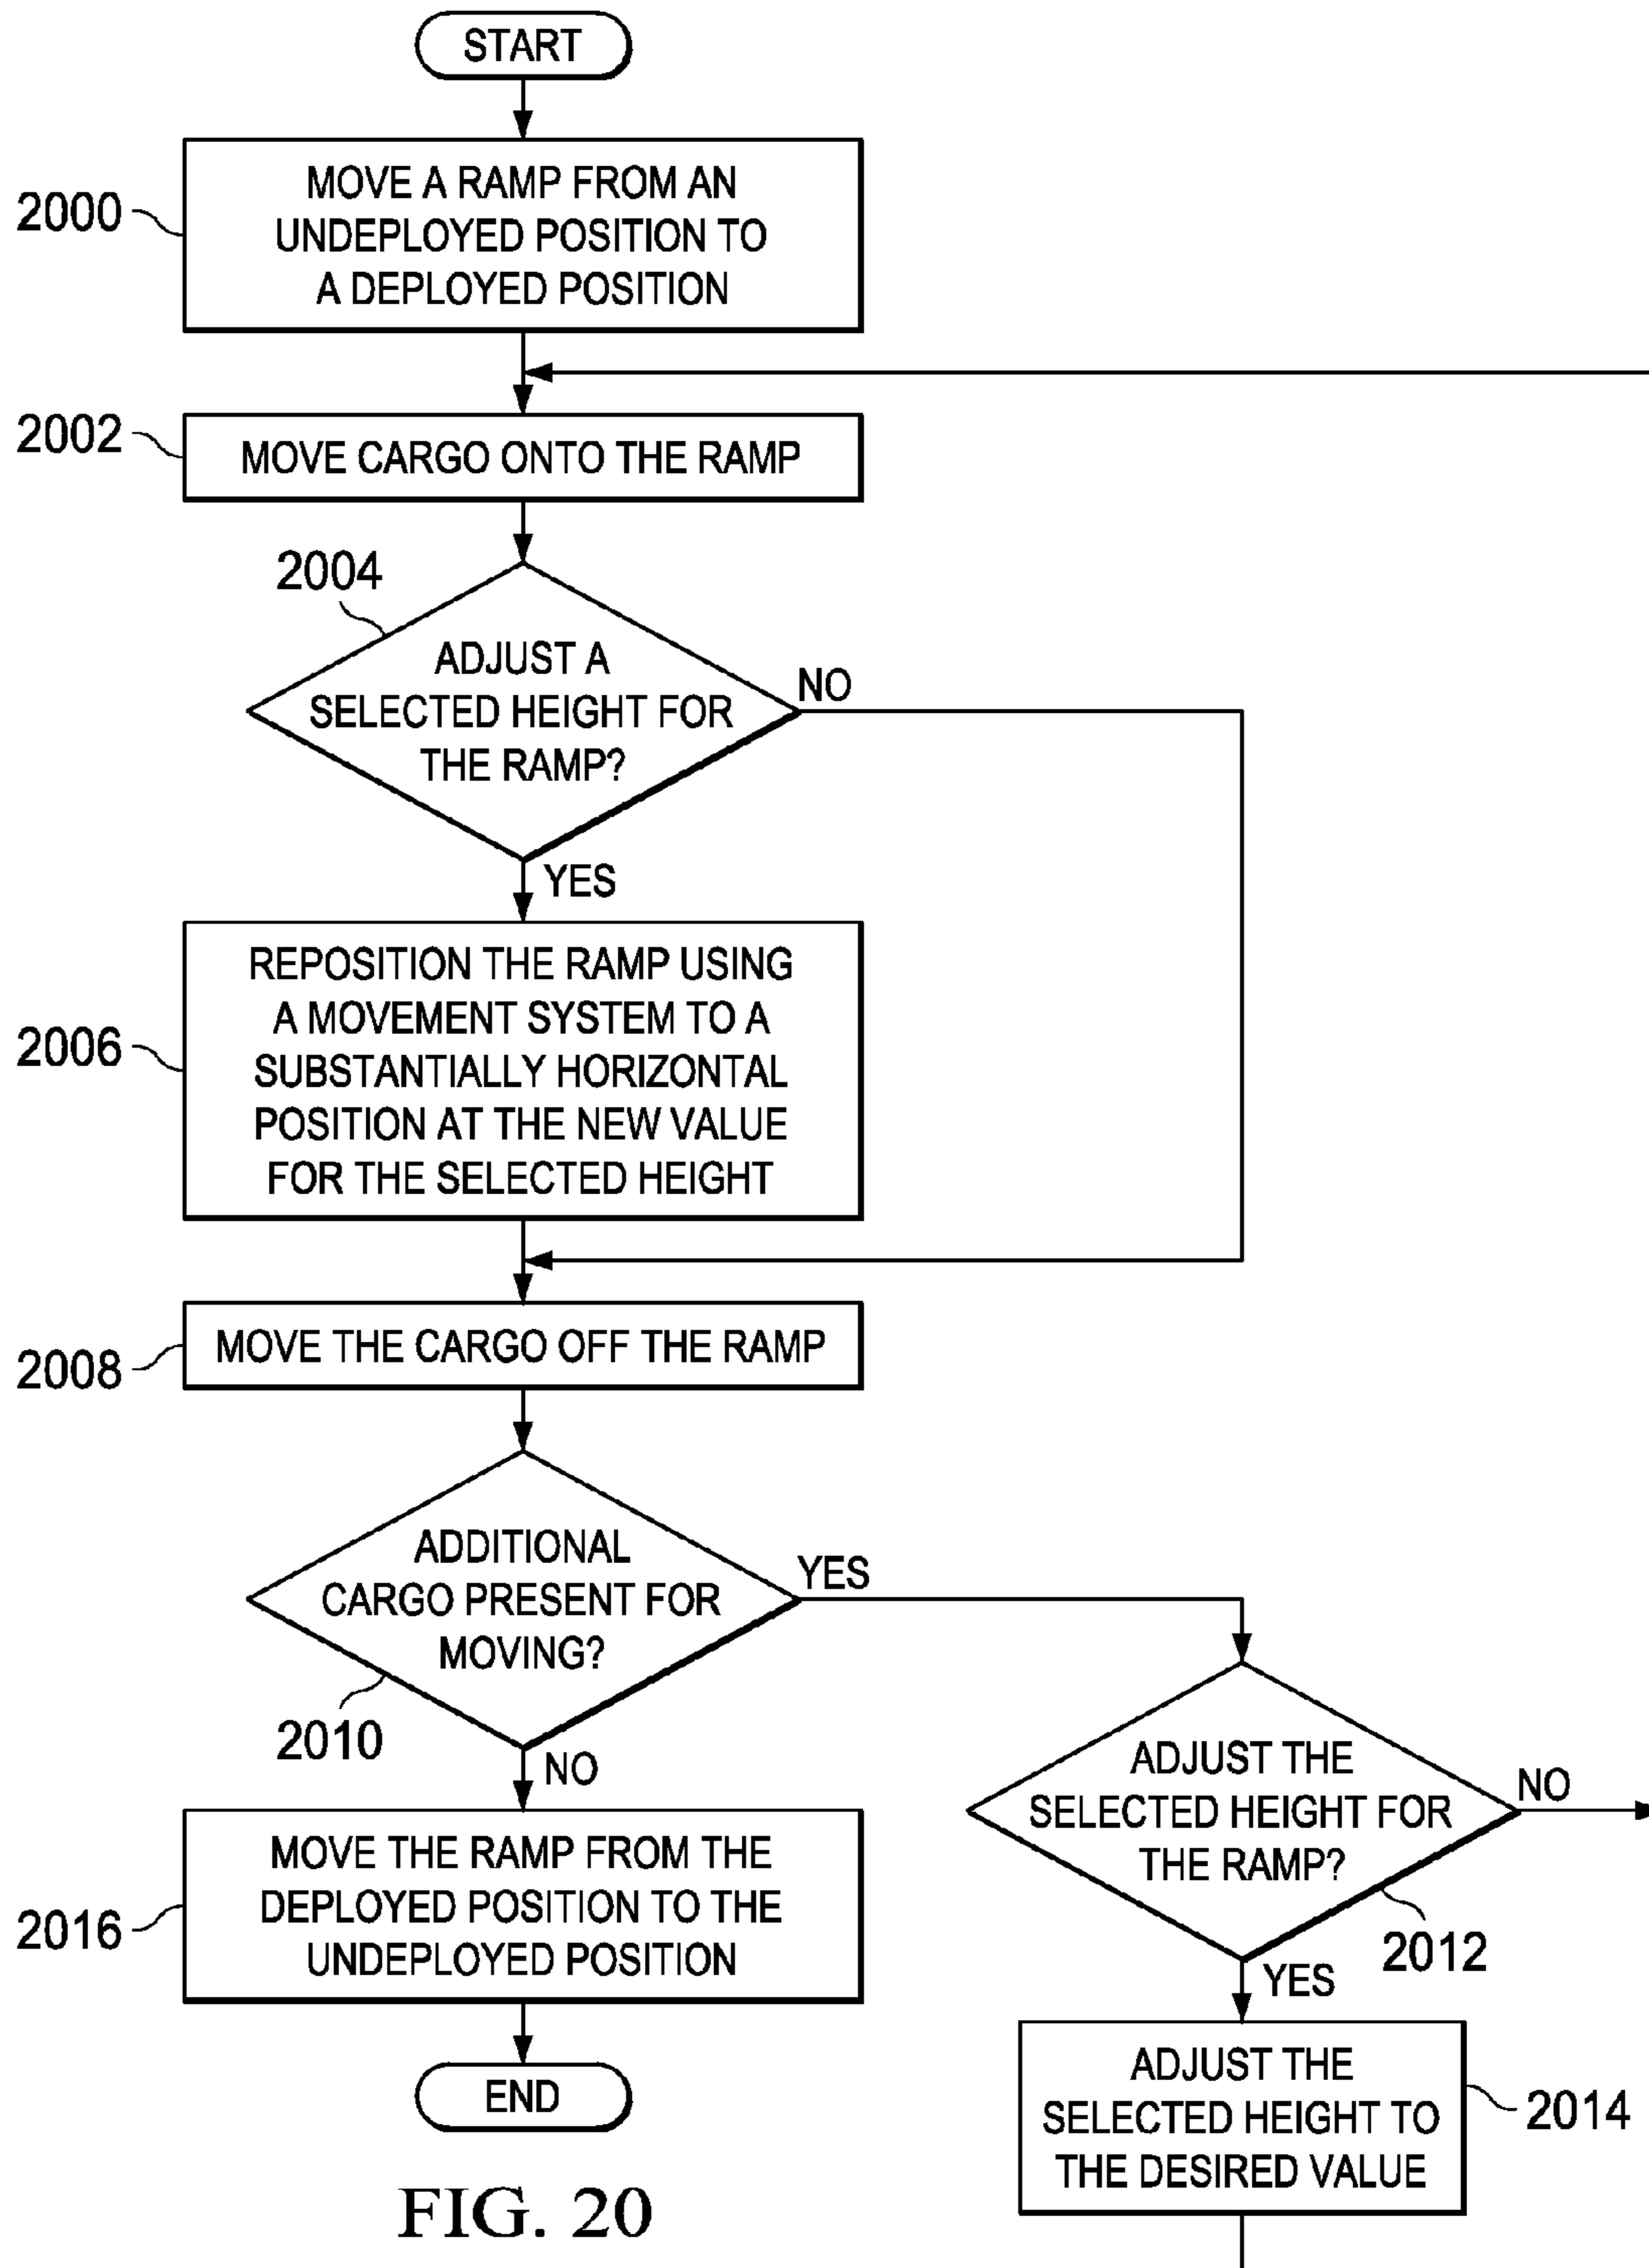 START
2000
MOVE A RAMP FROM AN
UNDEPLOYED POSITION TO
A DEPLOYED POSITION
2002
MOVE CARGO ONTO THE RAMP
2004
ADJUST A
SELECTED HEIGHT FOR
THE RAMP?
NO
YES
2006
REPOSITION THE RAMP USING
A MOVEMENT SYSTEM TO A
SUBSTANTIALLY HORIZONTAL
POSITION AT THE NEW VALUE
FOR THE SELECTED HEIGHT
2008
MOVE THE CARGO OFF THE RAMP
ADDITIONAL
CARGO PRESENT FOR
MOVING?
YES
2010
NO
ADJUST THE
SELECTED HEIGHT FOR
THE RAMP?
NO
2012
YES
2016
MOVE THE RAMP FROM THE
DEPLOYED POSITION TO THE
UNDEPLOYED POSITION
ADJUST THE
SELECTED HEIGHT TO
THE DESIRED VALUE
2014
END
FIG. 20